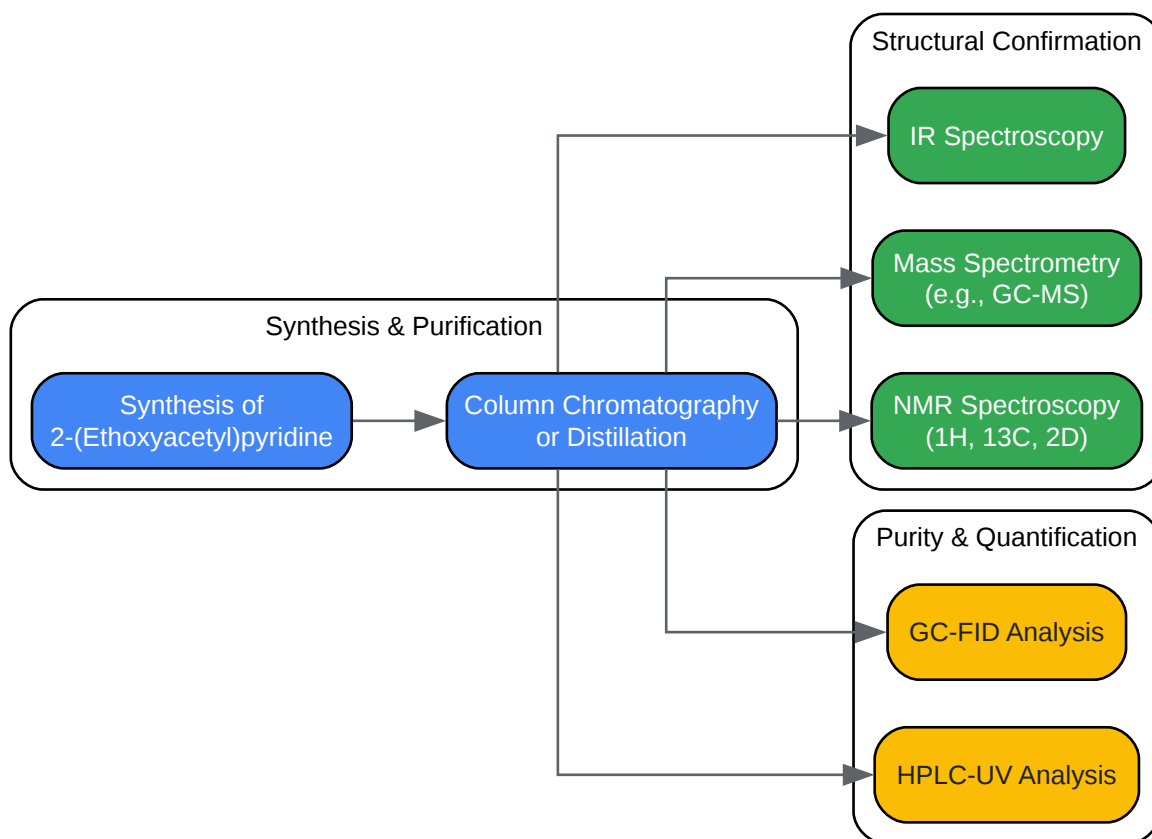 Structural Confirmation
IR Spectroscopy
Mass Spectrometry
(e.g., GC-MS)
NMR Spectroscopy
(1H, 13C, 2D)
Synthesis & Purification
Synthesis of
2-(Ethoxyacetyl)pyridine
Column Chromatography
or Distillation
Purity & Quantification
GC-FID Analysis
HPLC-UV Analysis